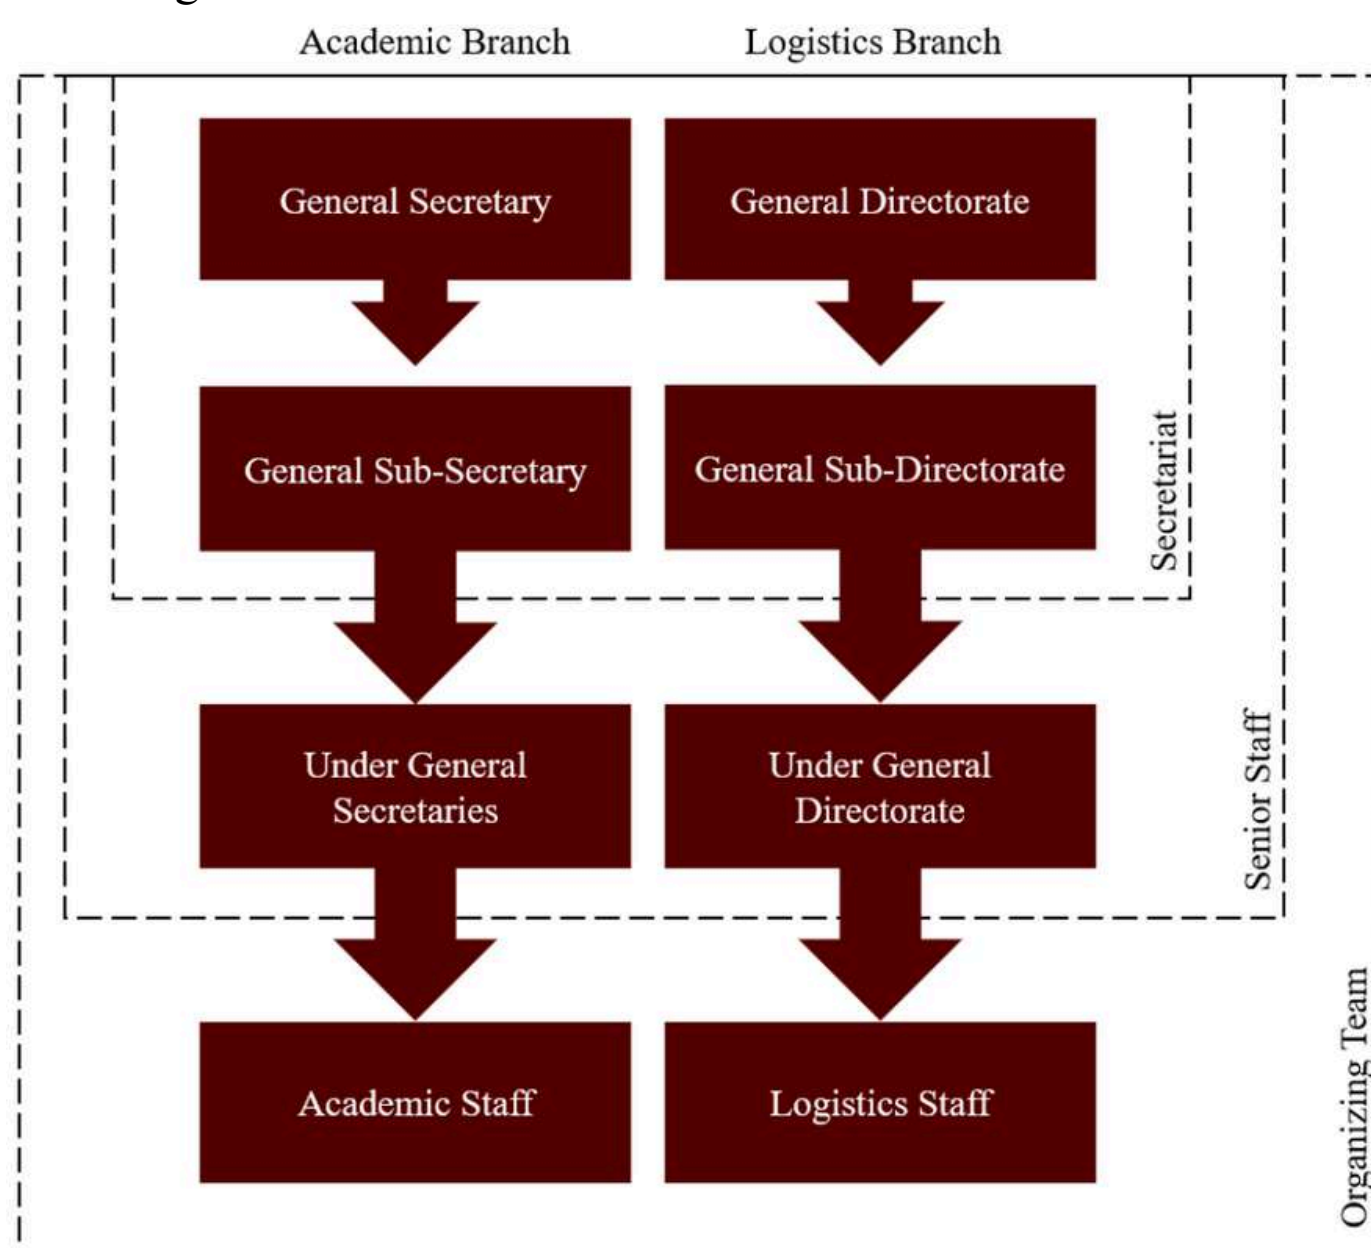 Academic Branch
Logistics Branch
General Secretary
General Directorate
General Sub-Secretary
General Sub-Directorate
Secretariat
Under General
Secretaries
Under General
Directorate
Senior Staff
Academic Staff
Logistics Staff
Organizing Team